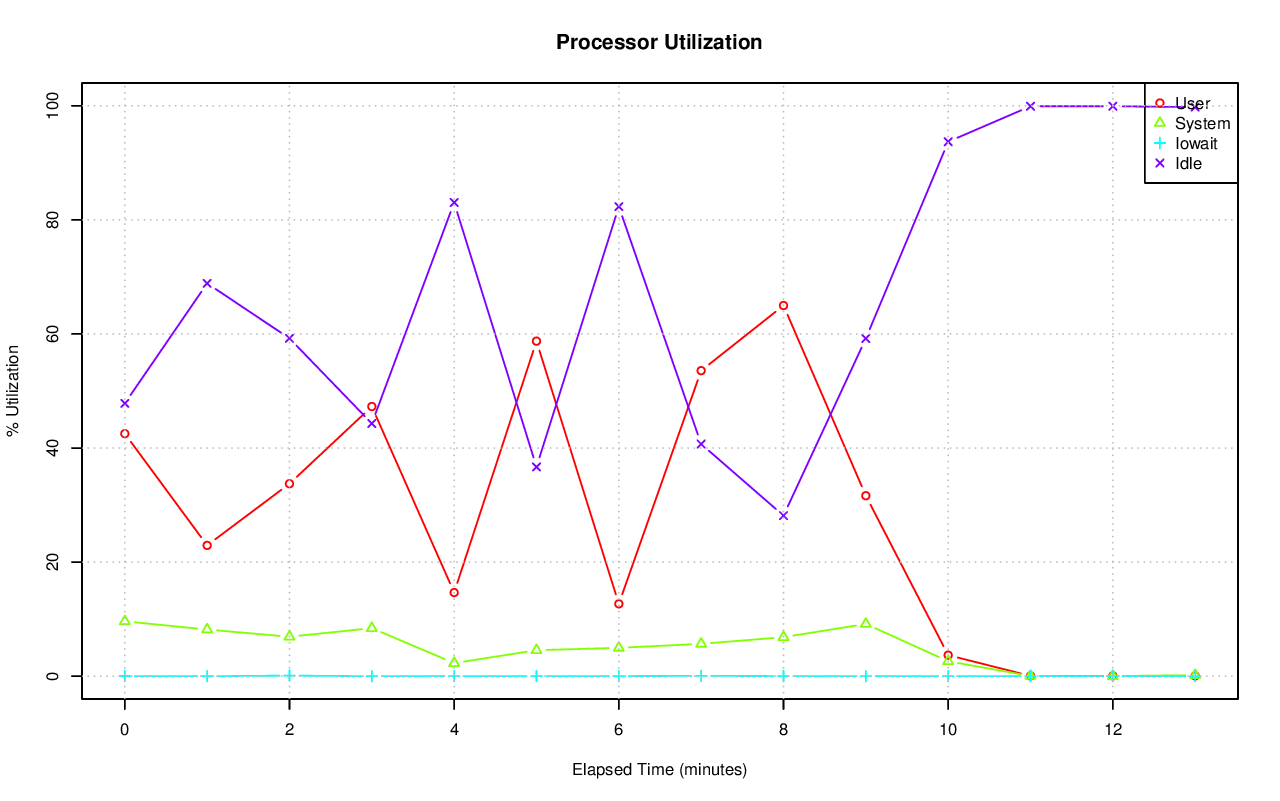 Processor Utilization
100
80
60
40
20
0
% Utilization
User
System
Iowait
Idle
0 2 4 6 8 10 12
Elapsed Time (minutes)